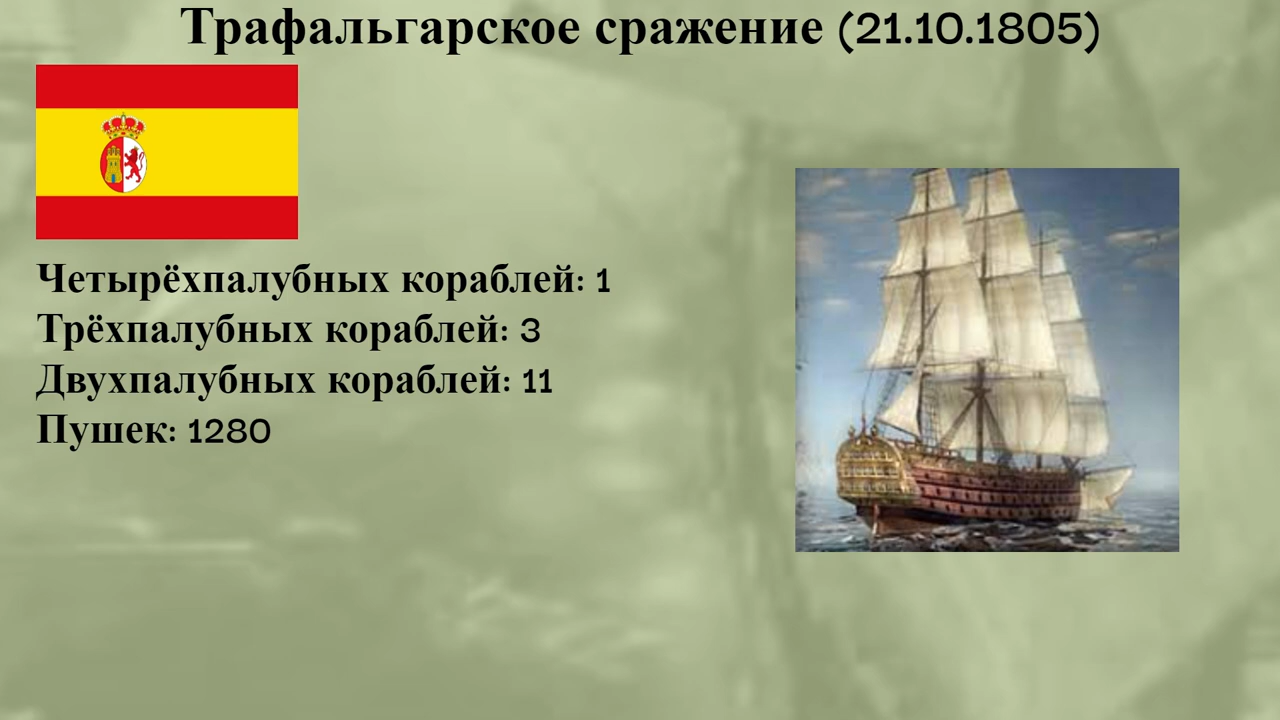 Трафальгарское сражение (21.10.1805)
Четырёхпалубных кораблей: 1
Трёхпалубных кораблей: 3
Двухпалубных кораблей: 11
Пушек: 1280